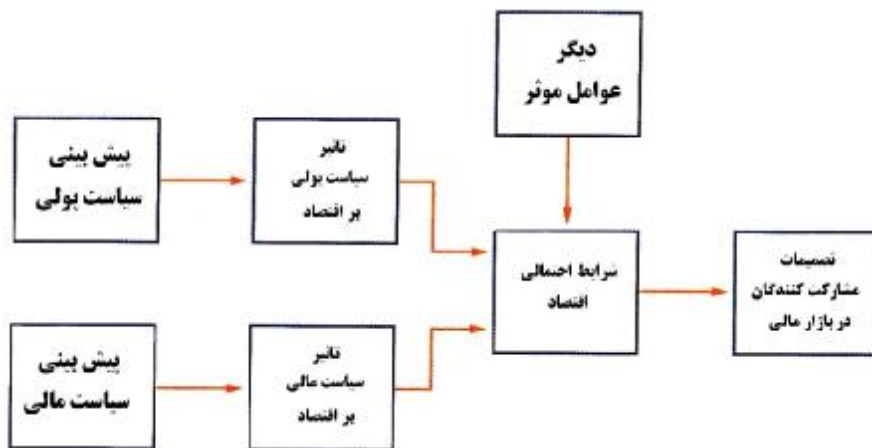 دیگر
عوامل موثر
پیش بینی
سیاست پولی
تاثیر
سیاست پولی
بر اقتصاد
شرایط احتمالی
اقتصاد
تصمیمات
مشارکت کنندگان
در بازار مالی
پیش بینی
سیاست مالی
تاثیر
سیاست مالی
بر اقتصاد